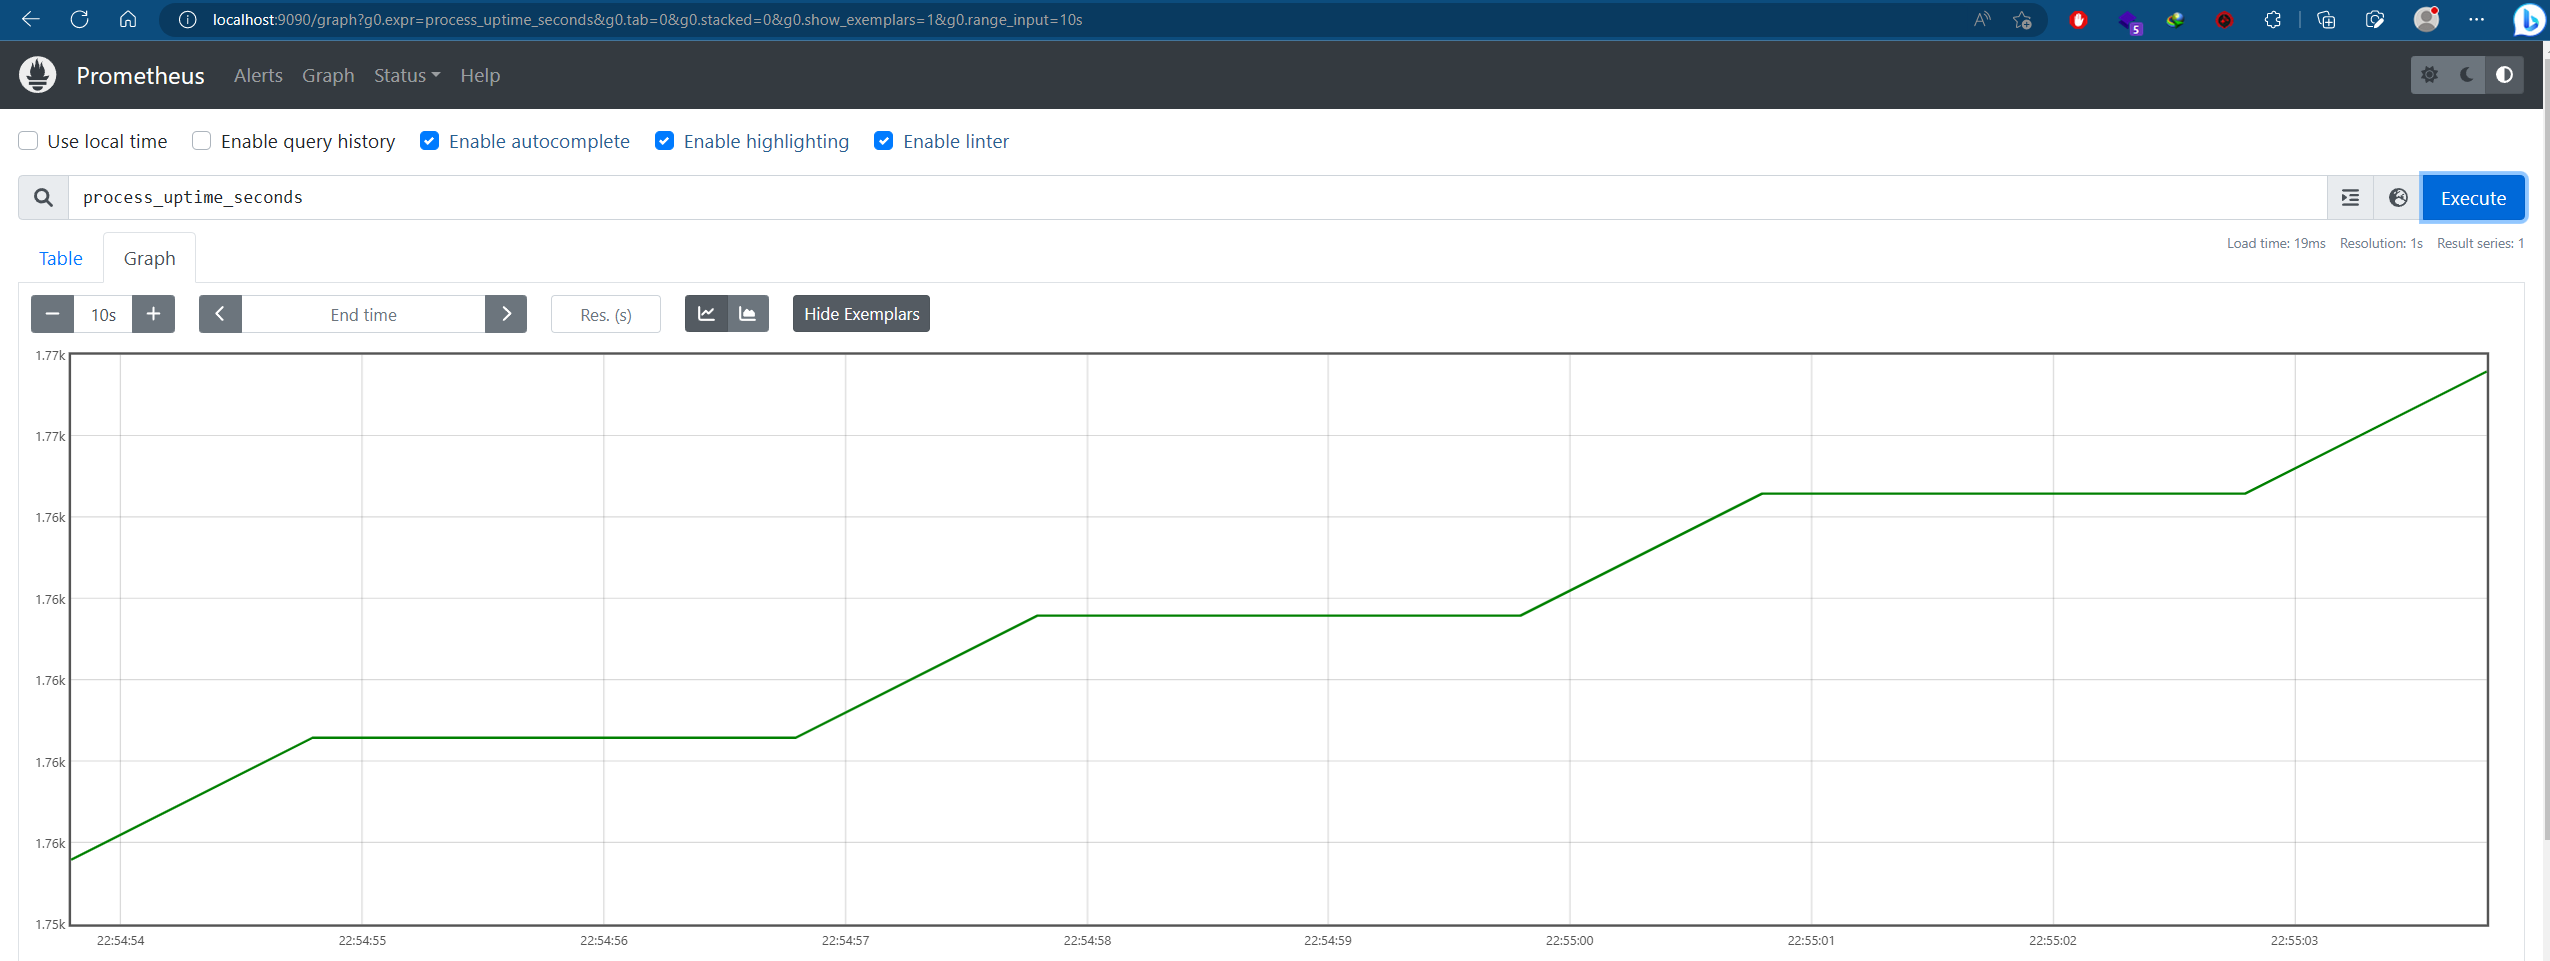 localhost:9090/graph?g0.expr=process_uptime_seconds&g0.tab=0&g0.stacked=0&g0.show_exemplars=1&g0.range_input=10s
5
Prometheus Alerts Graph Status Help
Use local time Enable query history Enable autocomplete Enable highlighting Enable linter
process_uptime_seconds Execute
Load time: 19ms Resolution: 1s Result series: 1
Table Graph
10s End time Res. (s) Hide Exemplars
1.77k
1.77k
1.76k
1.76k
1.76k
1.76k
1.76k
1.75k
22:54:54 22:54:55 22:54:56 22:54:57 22:54:58 22:54:59 22:55:00 22:55:01 22:55:02 22:55:03